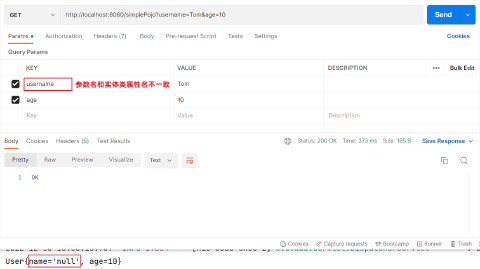 GET http://localhost:8080/simplePojo?username=Tom&age=10 Send
Params Authorization Headers (7) Body Pre-request Script Tests Settings Cookies
Query Params
KEY VALUE DESCRIPTION Bulk Edit
username 参数名和实体类属性名不一致 Tom
age 10
Key Value Description
Body Cookies Headers (5) Test Results Status: 200 OK Time: 373 ms Size: 165 B Save Response
Pretty Raw Preview Visualize Text
1 OK
Cookies Capture requests Bootcamp Runner Trash
User{name='null', age=10}